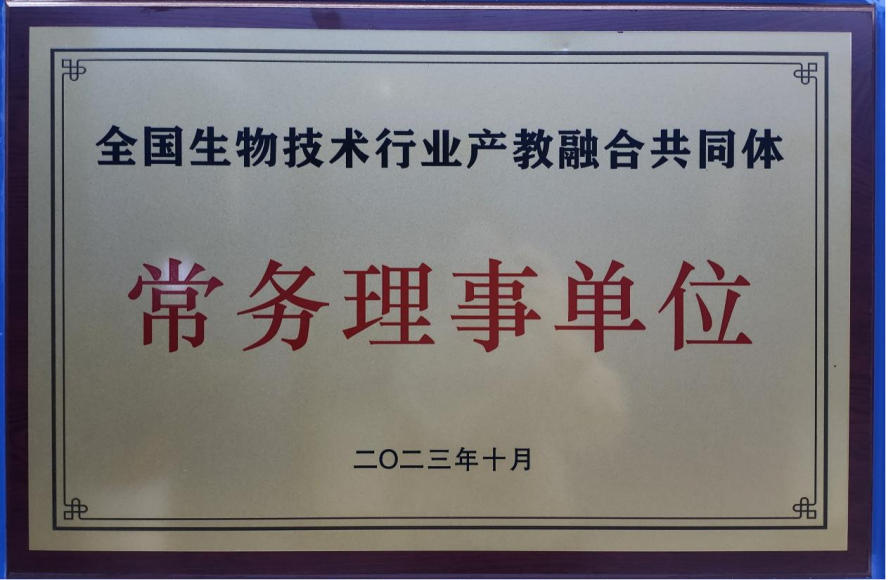 全国生物技术行业产教融合共同体
常务理事单位
二〇二三年十月